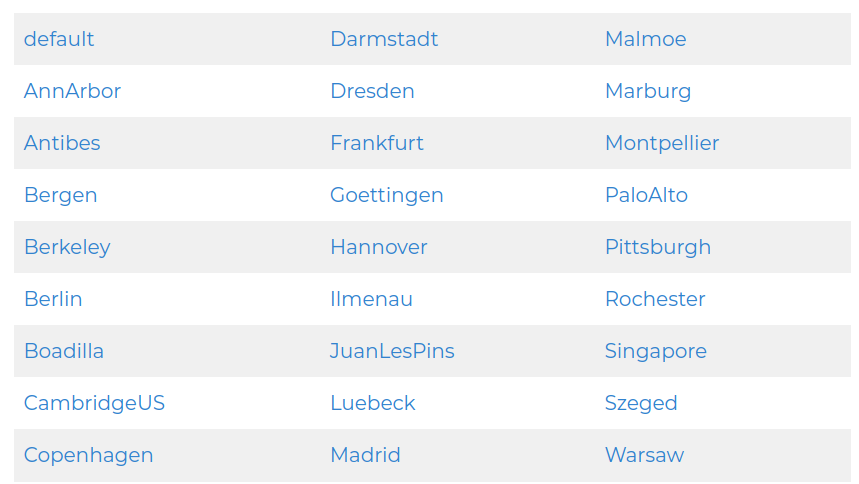 default Darmstadt Malmoe
AnnArbor Dresden Marburg
Antibes Frankfurt Montpellier
Bergen Goettingen PaloAlto
Berkeley Hannover Pittsburgh
Berlin Ilmenau Rochester
Boadilla JuanLesPins Singapore
CambridgeUS Luebeck Szeged
Copenhagen Madrid Warsaw